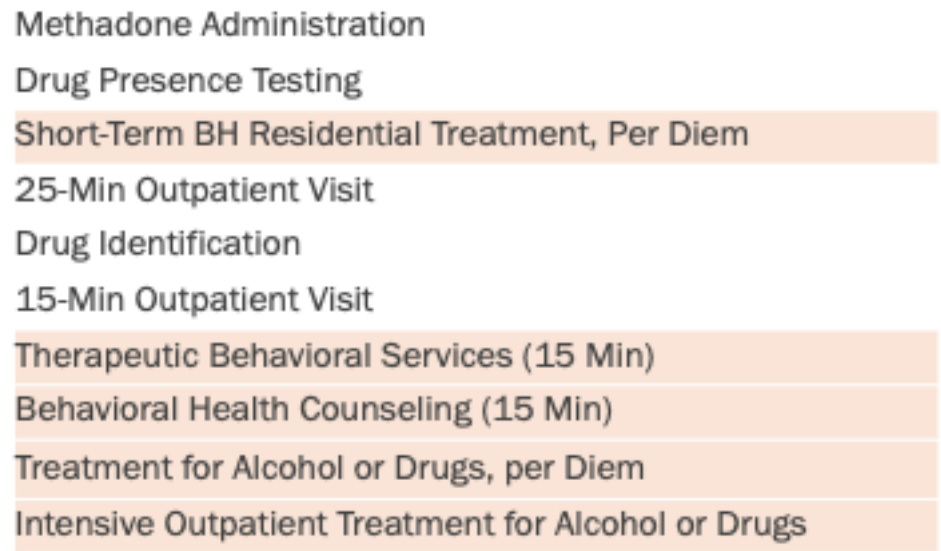 Methadone Administration
Drug Presence Testing
Short-Term BH Residential Treatment, Per Diem
25-Min Outpatient Visit
Drug Identification
15-Min Outpatient Visit
Therapeutic Behavioral Services (15 Min)
Behavioral Health Counseling (15 Min)
Treatment for Alcohol or Drugs, per Diem
Intensive Outpatient Treatment for Alcohol or Drugs